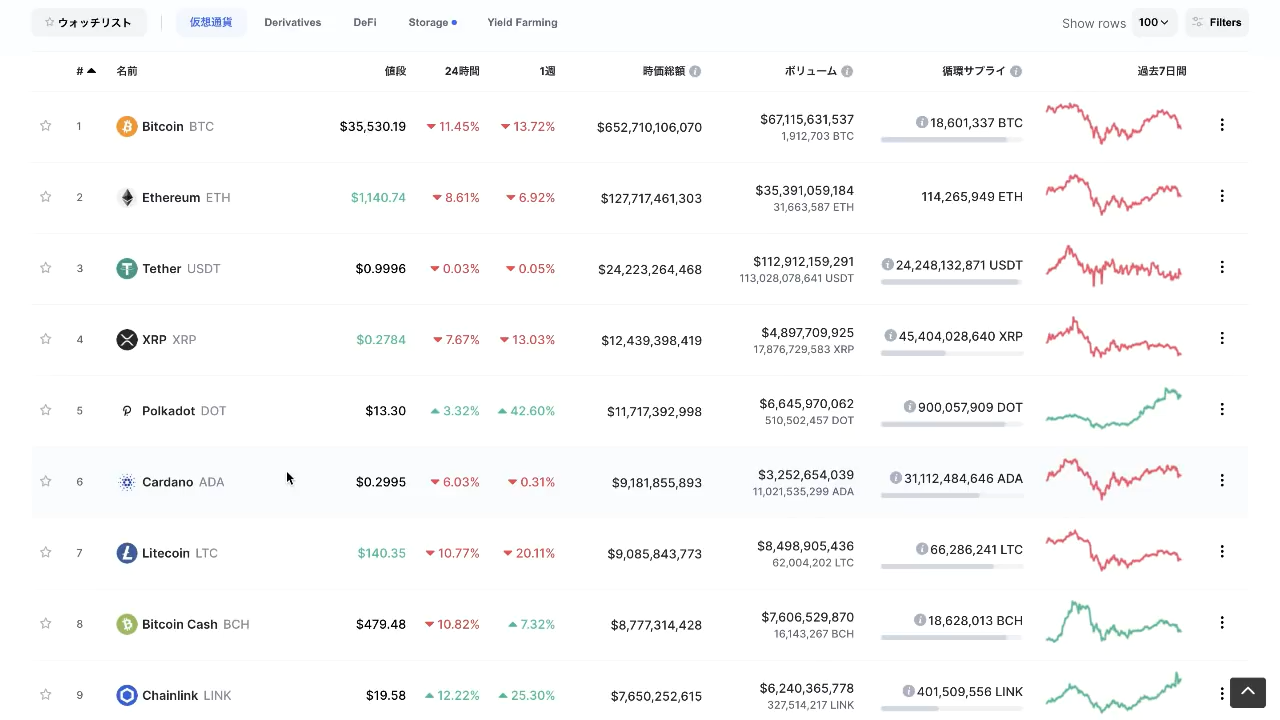 ウォッチリスト 仮想通貨 Derivatives DeFi Storage Yield Farming Show rows 100 Filters
# 名前 値段 24時間 1週 時価総額 ボリューム 循環サプライ 過去7日間
1 Bitcoin BTC $35,530.19 11.45% 13.72% $652,710,106,070 $67,115,631,537 18,601,337 BTC
1,912,703 BTC
2 Ethereum ETH $1,140.74 8.61% 6.92% $127,717,461,303 $35,391,059,184 114,265,949 ETH
31,663,587 ETH
3 Tether USDT $0.9996 0.03% 0.05% $24,223,264,468 $112,912,159,291 24,248,132,871 USDT
113,028,078,641 USDT
4 XRP XRP $0.2784 7.67% 13.03% $12,439,398,419 $4,897,709,925 45,404,028,640 XRP
17,876,729,583 XRP
5 Polkadot DOT $13.30 3.32% 42.60% $11,717,392,998 $6,645,970,062 900,057,909 DOT
510,502,457 DOT
6 Cardano ADA $0.2995 6.03% 0.31% $9,181,855,893 $3,252,654,039 31,112,484,646 ADA
11,021,535,299 ADA
7 Litecoin LTC $140.35 10.77% 20.11% $9,085,843,773 $8,498,905,436 66,286,241 LTC
62,004,202 LTC
8 Bitcoin Cash BCH $479.48 10.82% 7.32% $8,777,314,428 $7,606,529,870 18,628,013 BCH
16,143,267 BCH
9 Chainlink LINK $19.58 12.22% 25.30% $7,650,252,615 $6,240,365,778 401,509,556 LINK
327,514,217 LINK